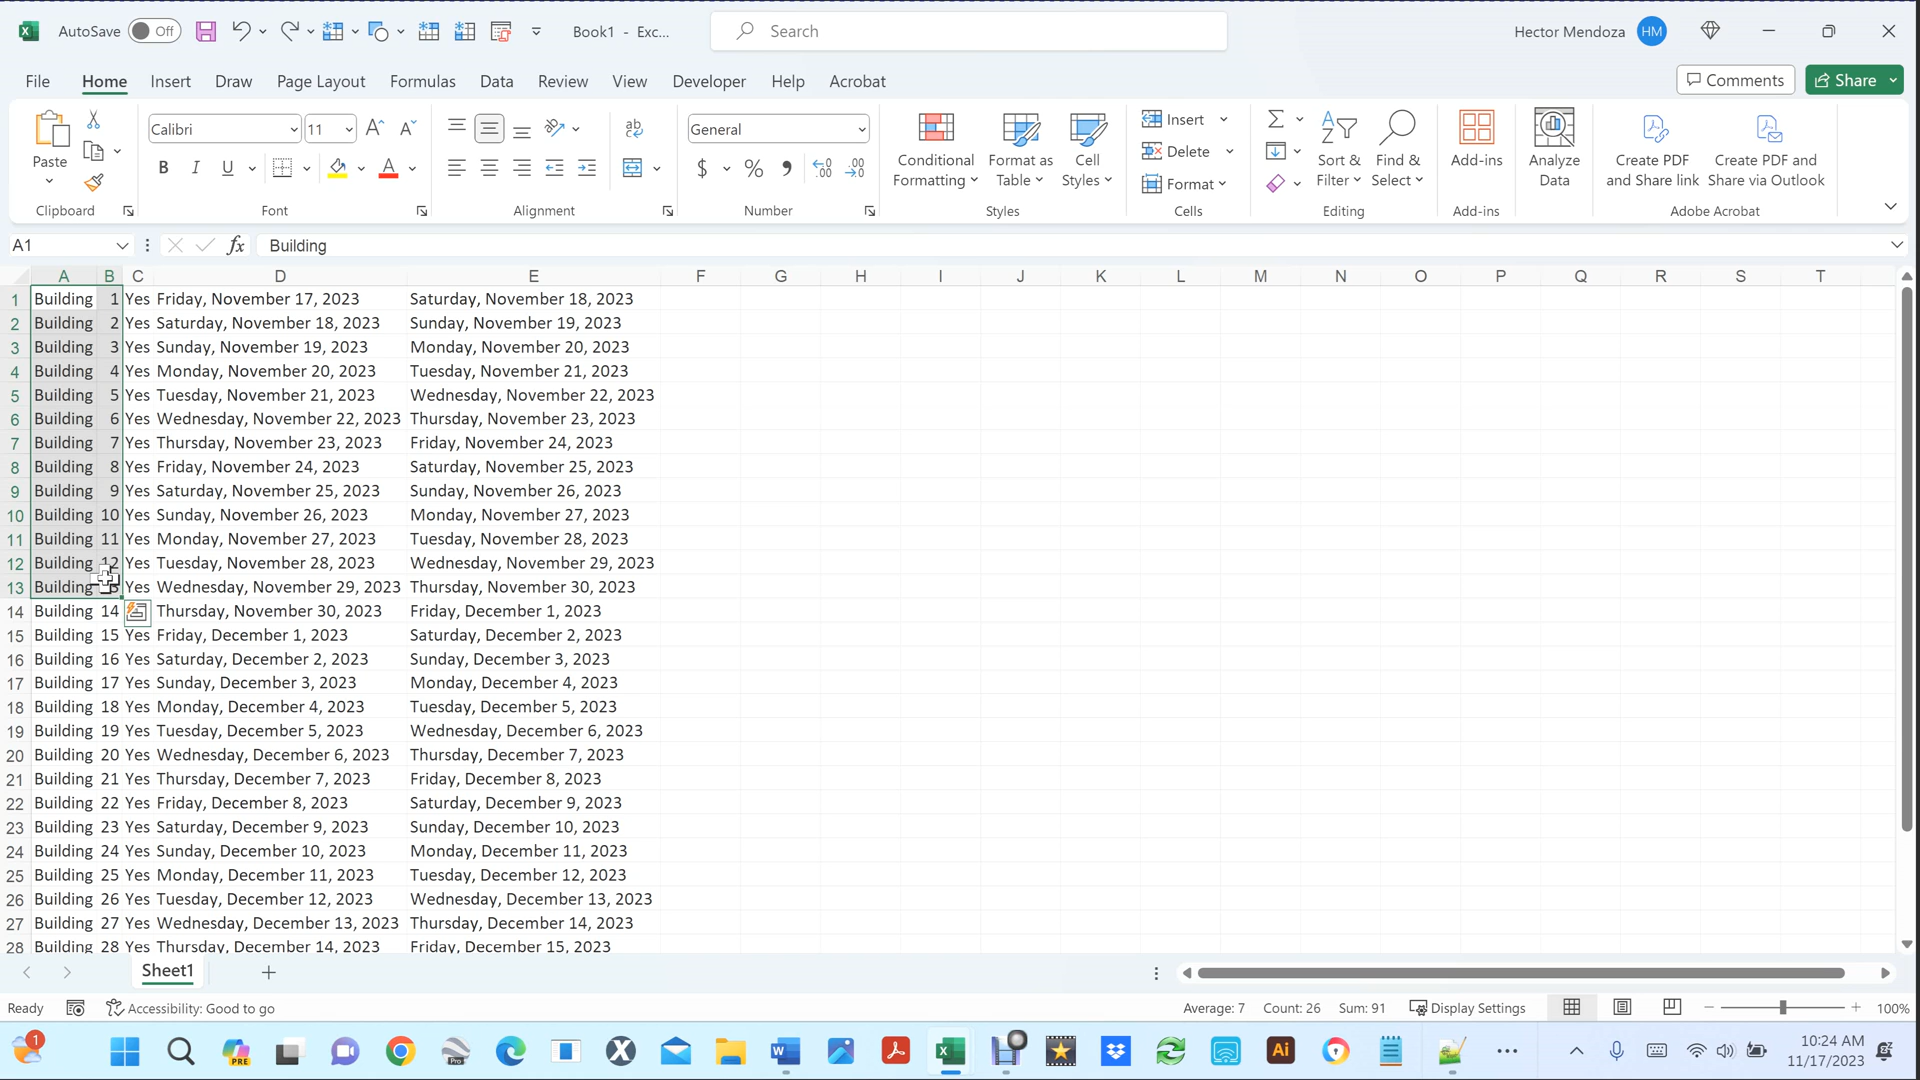 AutoSave Off Book1 - Exc... Search Hector Mendoza HM
File Home Insert Draw Page Layout Formulas Data Review View Developer Help Acrobat Comments Share
Paste
Calibri 11
B I U A
ab
General
$ % 9
Conditional Formatting
Format as Table
Cell Styles
Insert
Delete
Format
Sort & Filter
Find & Select
Add-ins
Analyze Data
Create PDF and Share link
Create PDF and Share via Outlook
Clipboard Font Alignment Number Styles Cells Editing Add-ins Adobe Acrobat
A1 fx Building
A B C D E F G H I J K L M N O P Q R S T
1 Building 1 Yes Friday, November 17, 2023 Saturday, November 18, 2023
2 Building 2 Yes Saturday, November 18, 2023 Sunday, November 19, 2023
3 Building 3 Yes Sunday, November 19, 2023 Monday, November 20, 2023
4 Building 4 Yes Monday, November 20, 2023 Tuesday, November 21, 2023
5 Building 5 Yes Tuesday, November 21, 2023 Wednesday, November 22, 2023
6 Building 6 Yes Wednesday, November 22, 2023 Thursday, November 23, 2023
7 Building 7 Yes Thursday, November 23, 2023 Friday, November 24, 2023
8 Building 8 Yes Friday, November 24, 2023 Saturday, November 25, 2023
9 Building 9 Yes Saturday, November 25, 2023 Sunday, November 26, 2023
10 Building 10 Yes Sunday, November 26, 2023 Monday, November 27, 2023
11 Building 11 Yes Monday, November 27, 2023 Tuesday, November 28, 2023
12 Building 12 Yes Tuesday, November 28, 2023 Wednesday, November 29, 2023
13 Building Yes Wednesday, November 29, 2023 Thursday, November 30, 2023
14 Building 14 Thursday, November 30, 2023 Friday, December 1, 2023
15 Building 15 Yes Friday, December 1, 2023 Saturday, December 2, 2023
16 Building 16 Yes Saturday, December 2, 2023 Sunday, December 3, 2023
17 Building 17 Yes Sunday, December 3, 2023 Monday, December 4, 2023
18 Building 18 Yes Monday, December 4, 2023 Tuesday, December 5, 2023
19 Building 19 Yes Tuesday, December 5, 2023 Wednesday, December 6, 2023
20 Building 20 Yes Wednesday, December 6, 2023 Thursday, December 7, 2023
21 Building 21 Yes Thursday, December 7, 2023 Friday, December 8, 2023
22 Building 22 Yes Friday, December 8, 2023 Saturday, December 9, 2023
23 Building 23 Yes Saturday, December 9, 2023 Sunday, December 10, 2023
24 Building 24 Yes Sunday, December 10, 2023 Monday, December 11, 2023
25 Building 25 Yes Monday, December 11, 2023 Tuesday, December 12, 2023
26 Building 26 Yes Tuesday, December 12, 2023 Wednesday, December 13, 2023
27 Building 27 Yes Wednesday, December 13, 2023 Thursday, December 14, 2023
28 Building 28 Yes Thursday, December 14, 2023 Friday, December 15, 2023
Sheet1
Ready Accessibility: Good to go Average: 7 Count: 26 Sum: 91 Display Settings 100%
1 PRE Pro Ai 10:24 AM
11/17/2023